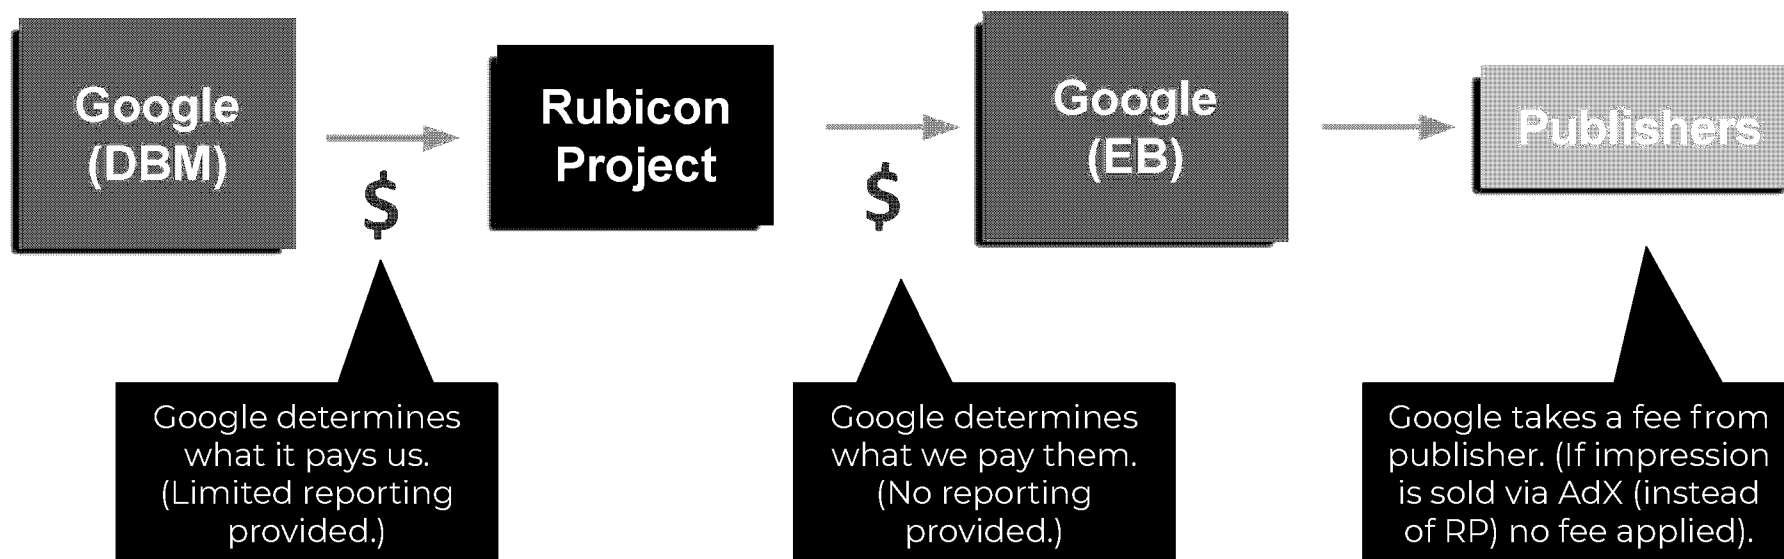 Google
(DBM)
$
Rubicon
Project
$
Google
(EB)
Publishers
Google determines
what it pays us.
(Limited reporting
provided.)
Google determines
what we pay them.
(No reporting
provided.)
Google takes a fee from
publisher. (If impression
is sold via AdX (instead
of RP) no fee applied).